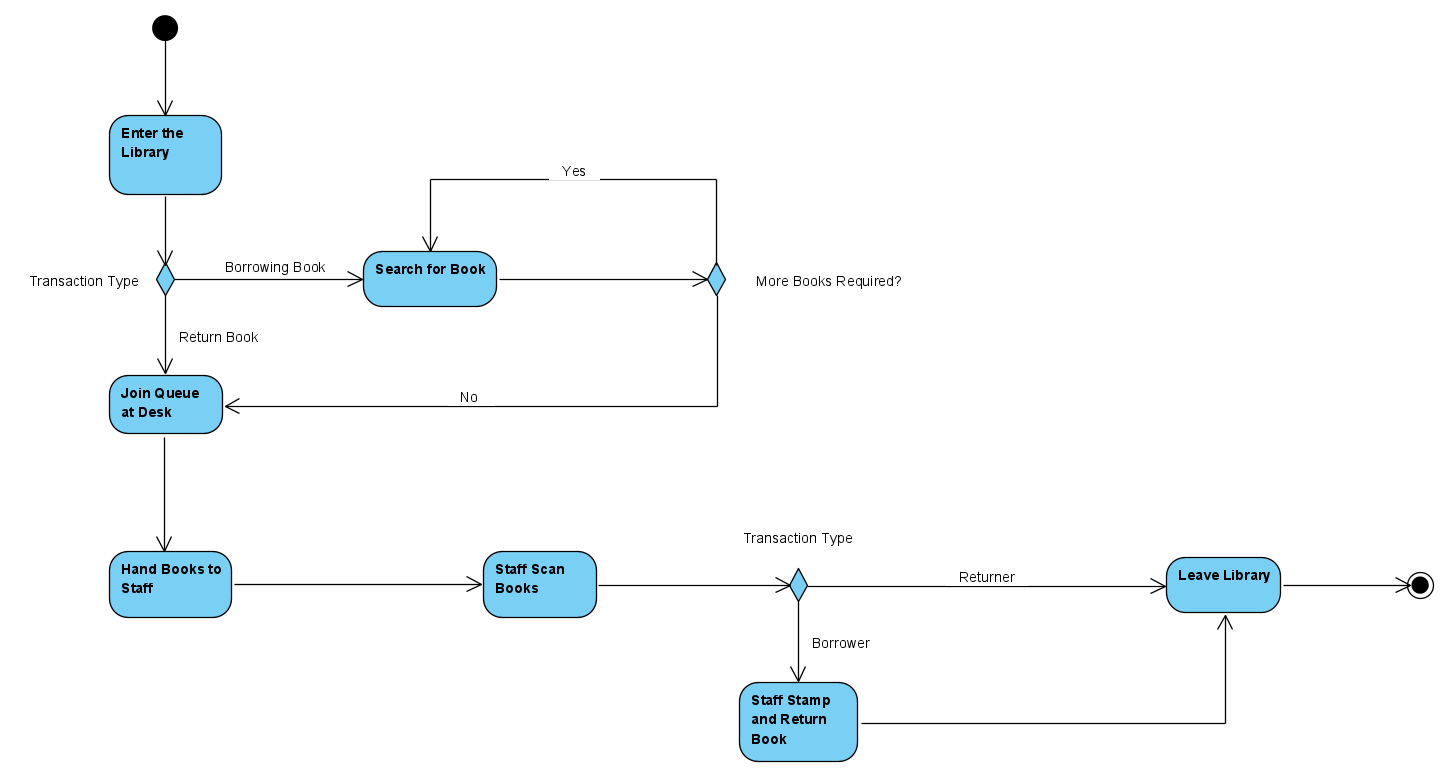 Enter the
Library
Yes
Transaction Type
Borrowing Book
Search for Book
More Books Required?
Return Book
Join Queue
at Desk
No
Hand Books to
Staff
Staff Scan
Books
Transaction Type
Returner
Leave Library
Borrower
Staff Stamp
and Return
Book